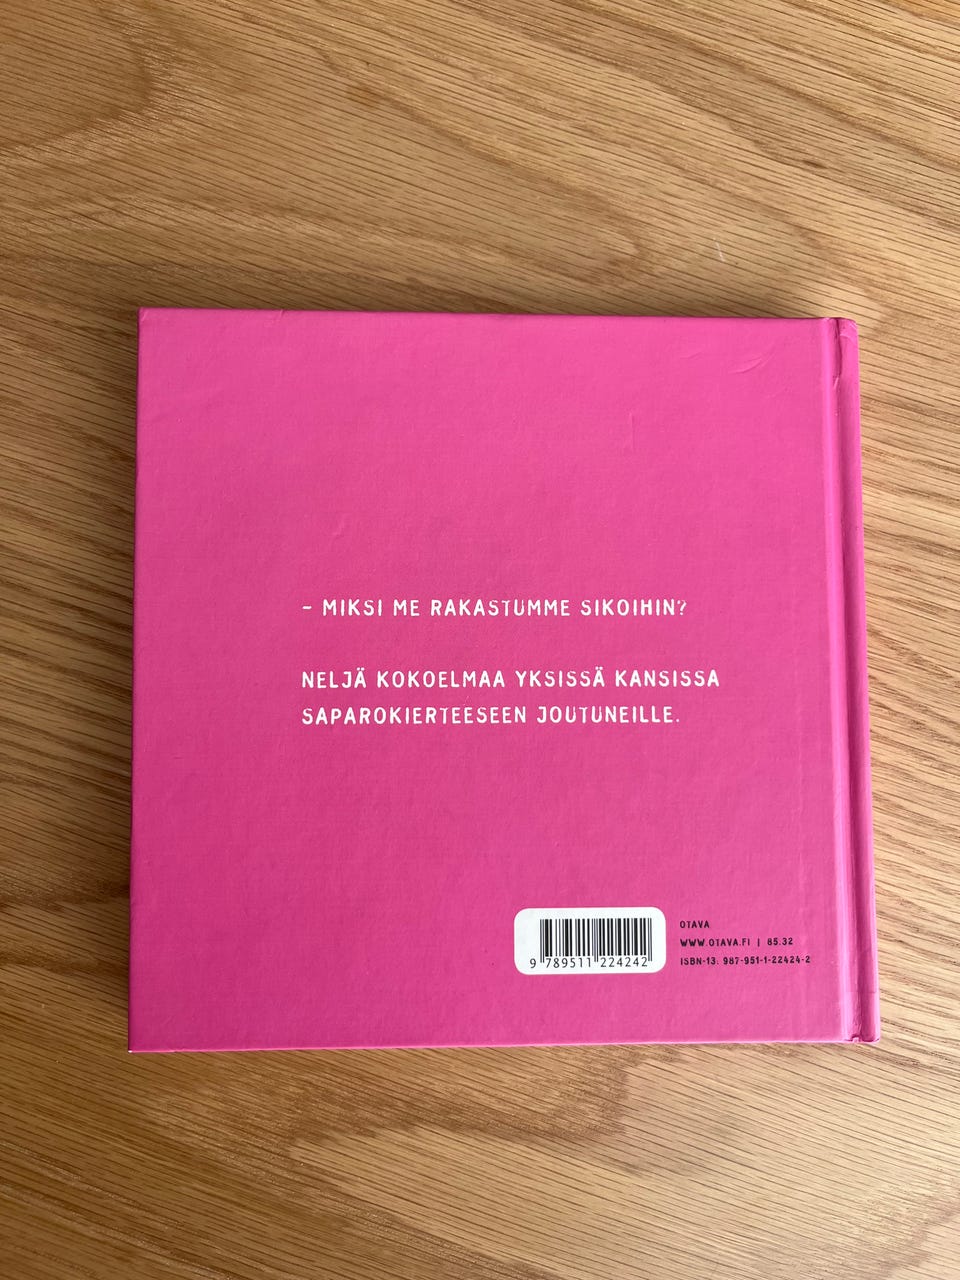 - MIKSI ME RAKASTUMME SIKOIHIN?
NELJÄ KOKOELMAA YKSISSÄ KANSISSA
SAPAROKIERTEESEEN JOUTUNEILLE.
OTAVA
WWW.OTAVA.FI | 85.32
ISBN-13: 987-951-1-22424-2
9 789511 224242